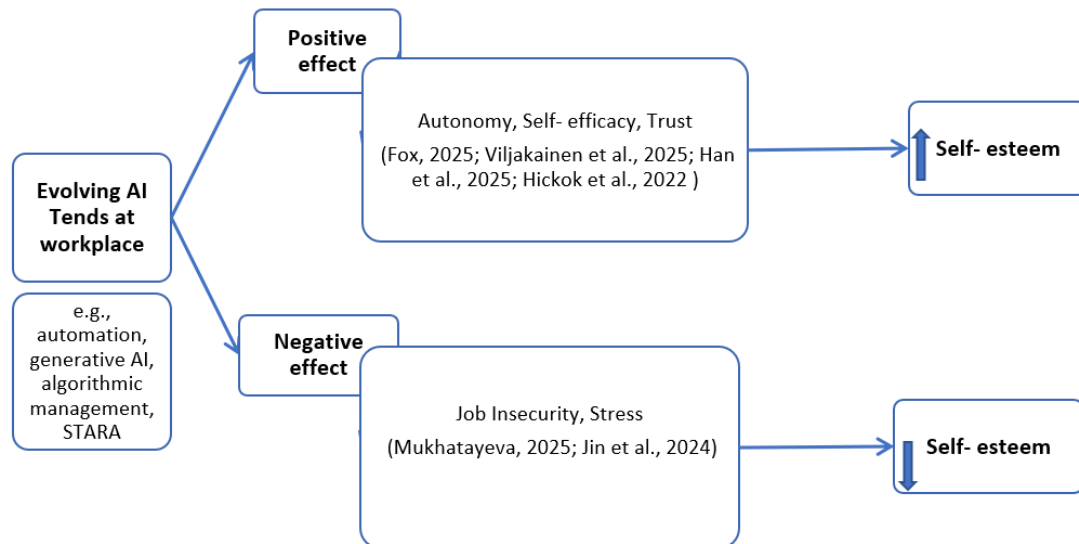 Positive
effect
Autonomy, Self- efficacy, Trust
(Fox, 2025; Viljakainen et al., 2025; Han
et al., 2025; Hickok et al., 2022 )
Self- esteem
Evolving AI
Tends at
workplace
e.g.,
automation,
generative AI,
algorithmic
management,
STARA
Negative
effect
Job Insecurity, Stress
(Mukhatayeva, 2025; Jin et al., 2024)
Self- esteem